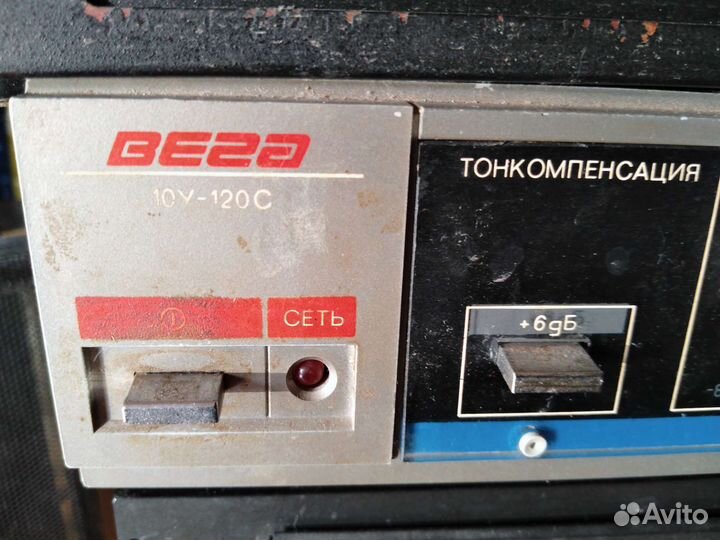 ВЕГА
10У-120С
СЕТЬ
ТОНКОМПЕНСАЦИЯ
+6дБ
Avito